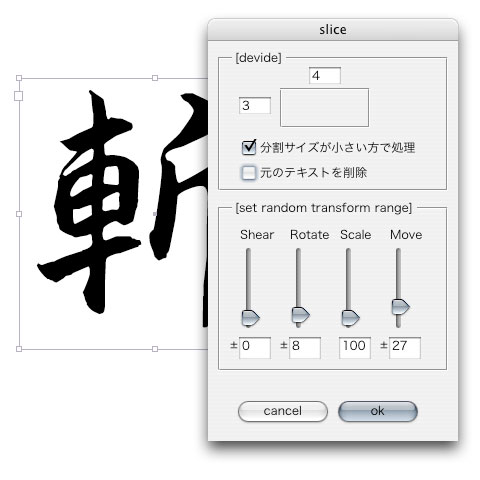 slice
[devide]
4
3
分割サイズが小さい方で処理
元のテキストを削除
[set random transform range]
Shear Rotate Scale Move
±0 ±8 100 ±27
cancel ok
斬